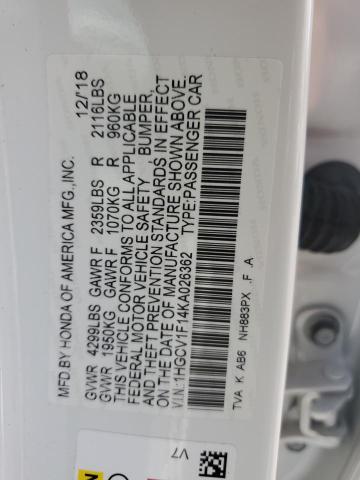 MFD.BY HONDA OF AMERICA MFG.,INC. 12/'18
GVWR 4299LBS GAWR F 2359LBS R 2116LBS
GVWR 1950KG GAWR F 1070KG R 960KG
THIS VEHICLE CONFORMS TO ALL APPLICABLE
FEDERAL MOTOR VEHICLE SAFETY , BUMPER,
AND THEFT PREVENTION STANDARDS IN EFFECT
ON THE DATE OF MANUFACTURE SHOWN ABOVE.
V.I.N.:1HGCV1F14KA026362 TYPE:PASSENGER CAR
TVA K AB6 NH883PX .F A
V7